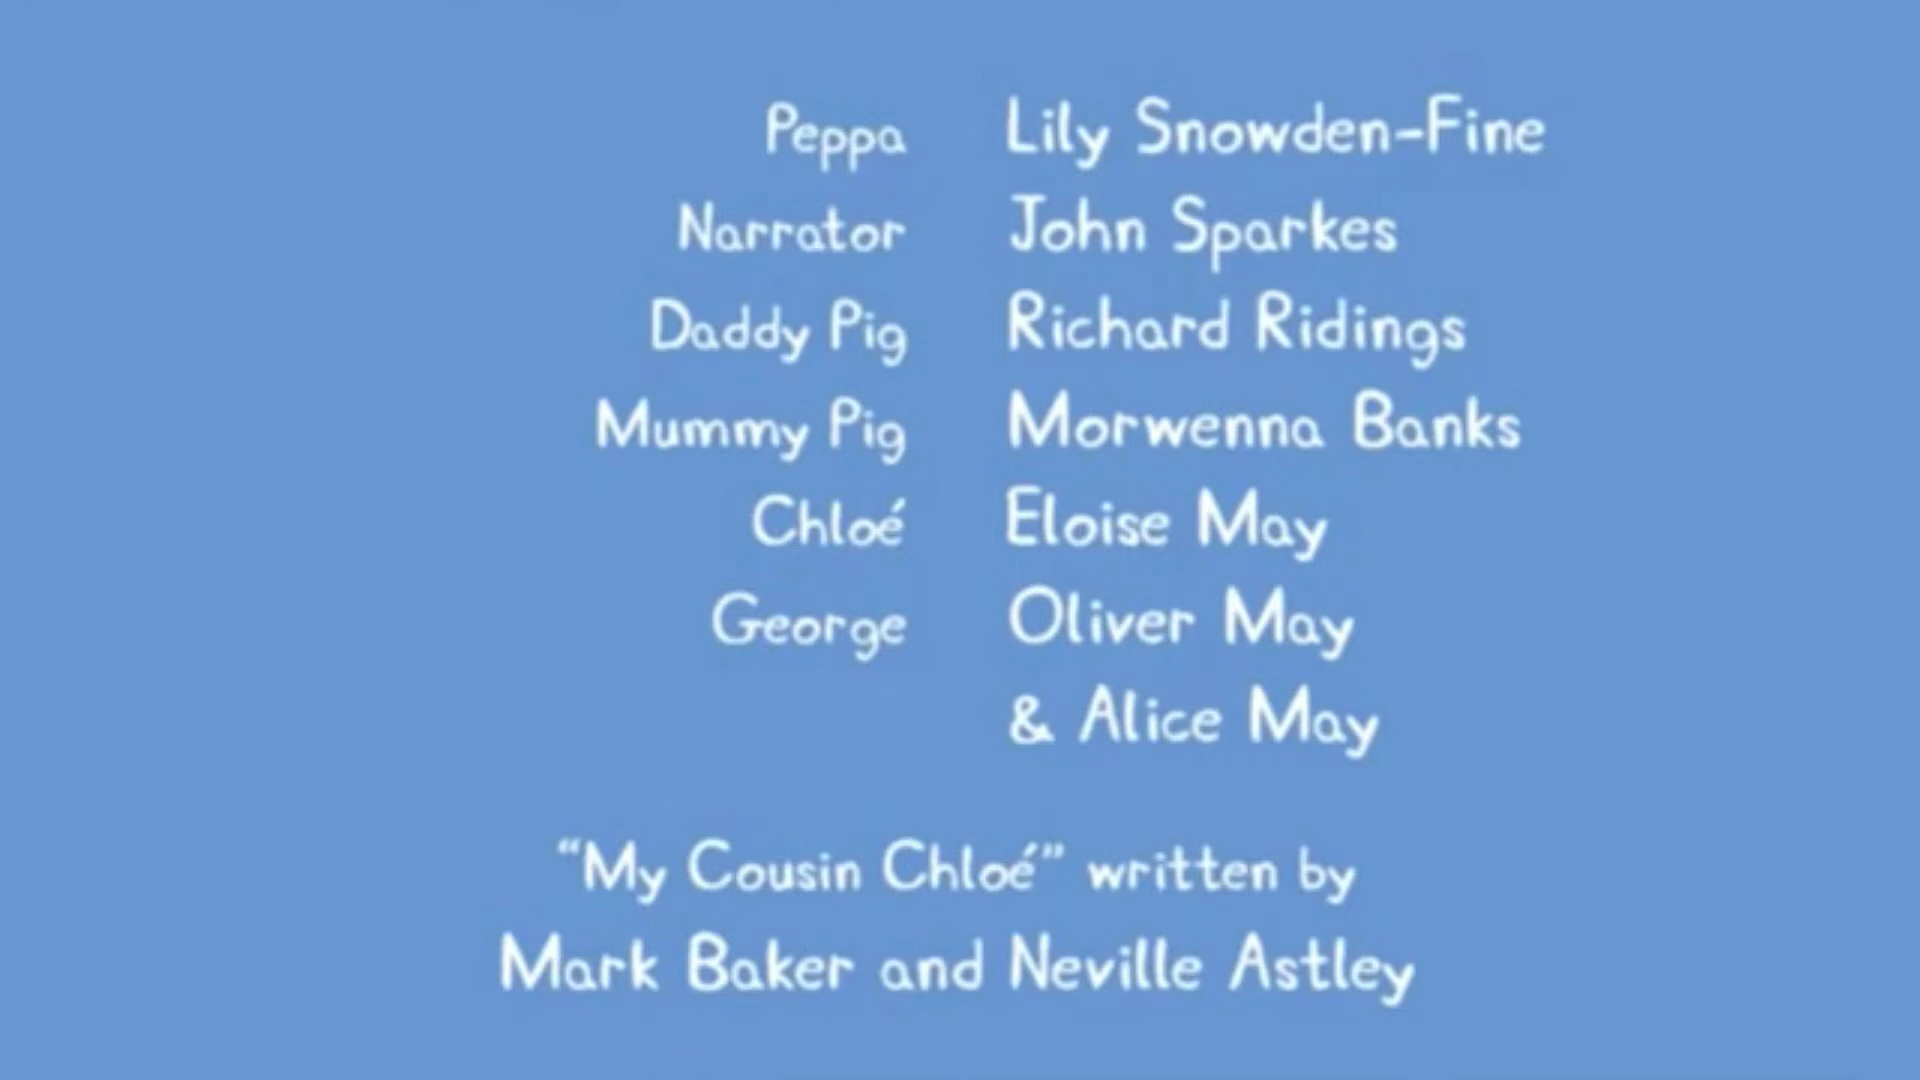 Peppa Lily Snowden-Fine
Narrator John Sparkes
Daddy Pig Richard Ridings
Mummy Pig Morwenna Banks
Chloé Eloise May
George Oliver May
& Alice May
“My Cousin Chloé” written by
Mark Baker and Neville Astley